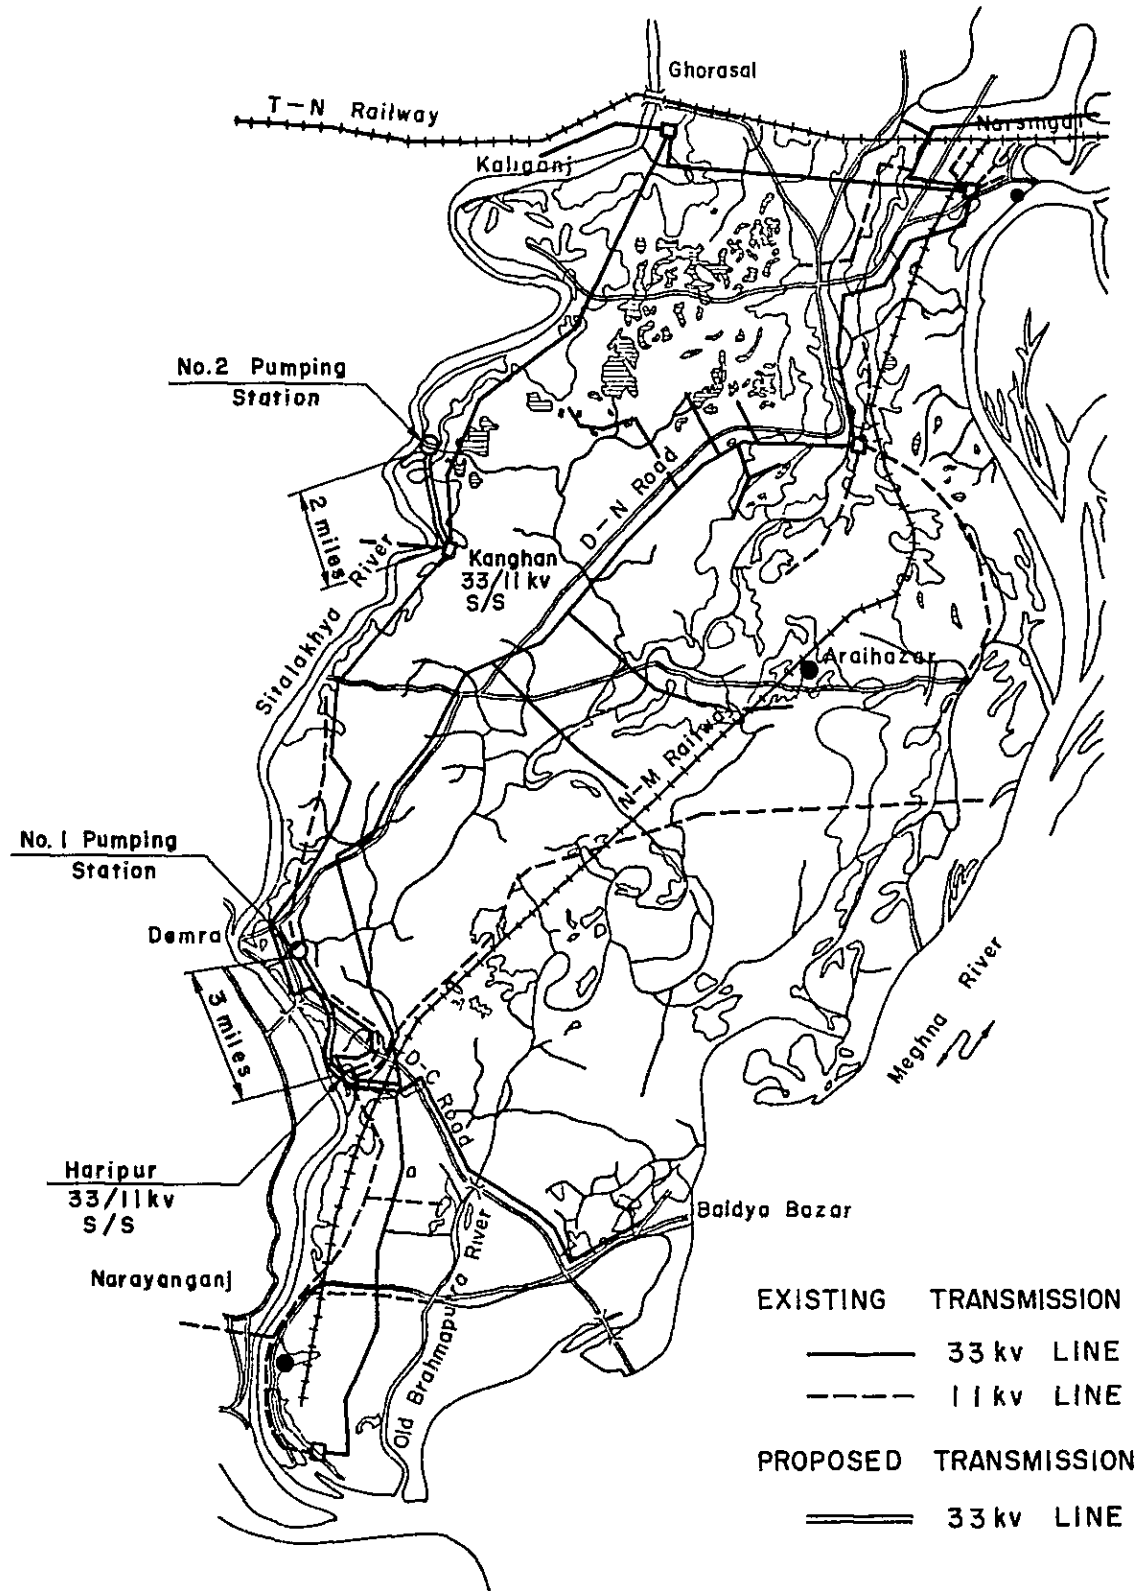 Ghorasal
T-N Railway
Narsingdi
Kaliganj
No.2 Pumping
Station
D-N Road
2 miles
River
Kanghan
33/11kv
S/S
Sitalakhya
Araihazar
N-M Railway
No.1 Pumping
Station
Demra
3 miles
Meghna River
D-C Road
Haripur
33/11kv
S/S
Baidya Bazar
Narayanganj
Old Brahmaputra River
EXISTING TRANSMISSION
33kv LINE
11kv LINE
PROPOSED TRANSMISSION
33kv LINE